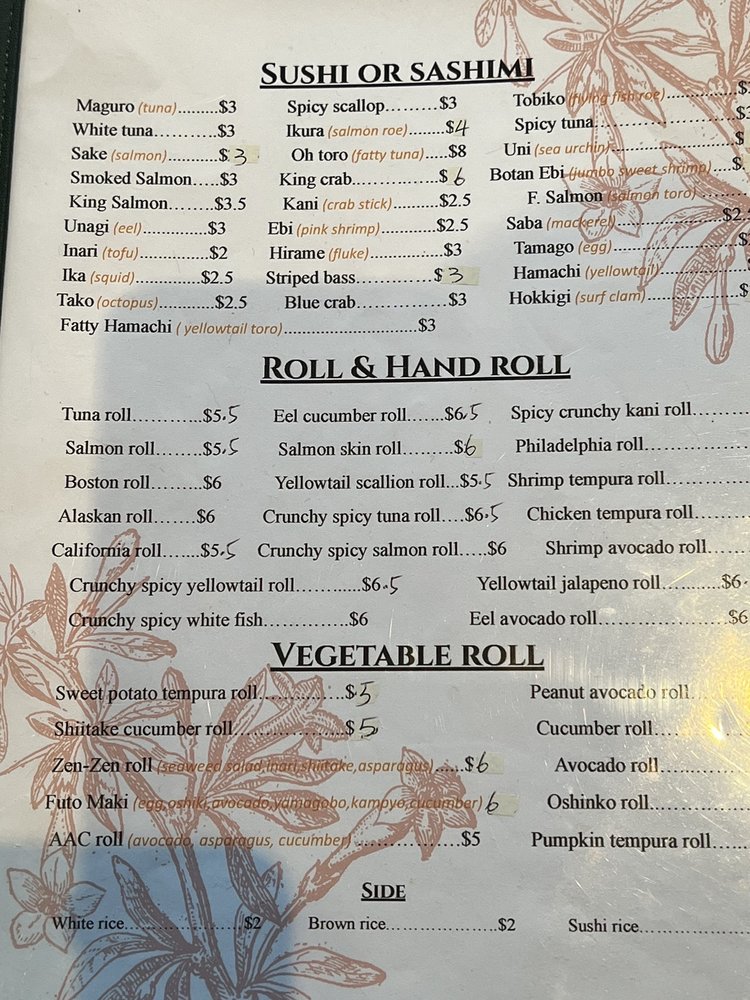 SUSHI OR SASHIMI
Maguro (tuna).........$3
White tuna..........$3
Sake (salmon)...........$3
Smoked Salmon.....$3
King Salmon........$3.5
Unagi (eel)..............$3
Inari (tofu)..............$2
Ika (squid)..............$2.5
Tako (octopus)............$2.5
Fatty Hamachi ( yellowtail toro)................................$3
Spicy scallop.........$3
Ikura (salmon roe)........$4
Oh toro (fatty tuna).....$8
King crab..............$6
Kani (crab stick)..........$2.5
Ebi (pink shrimp)............$2.5
Hirame (fluke)................$3
Striped bass.............$3
Blue crab...............$3
Tobiko (flying fish roe)................$
Spicy tuna........................$
Uni (sea urchin)..........................$
Botan Ebi (jumbo sweet shrimp)....$
F. Salmon (salmon toro)
Saba (mackerel)..........................$2.
Tamago (egg)..............................$
Hamachi (yellowtail)....................
Hokkigi (surf clam)......................$
ROLL & HAND ROLL
Tuna roll............$5.5
Salmon roll.........$5.5
Boston roll.........$6
Alaskan roll.......$6
California roll.......$5.5
Crunchy spicy yellowtail roll............$6.5
Crunchy spicy white fish..............$6
Eel cucumber roll.......$6.5
Salmon skin roll.........$6
Yellowtail scallion roll...$5.5
Crunchy spicy tuna roll....$6.5
Crunchy spicy salmon roll.....$6
Spicy crunchy kani roll..........
Philadelphia roll....................
Shrimp tempura roll...............
Chicken tempura roll..........
Shrimp avocado roll.......
Yellowtail jalapeno roll...........$6.
Eel avocado roll.......................$6
VEGETABLE ROLL
Sweet potato tempura roll..............$5
Shiitake cucumber roll....................$5
Zen-Zen roll (seaweed salad,inari,shiitake,asparagus)......$6
Futo Maki (egg,oshiki,avocado,yamagobo,kampyo,cucumber) 6
AAC roll (avocado, asparagus, cucumber) .....................$5
Peanut avocado roll.
Cucumber roll..............
Avocado roll..............
Oshinko roll................
Pumpkin tempura roll......
SIDE
White rice........................$2
Brown rice......................$2
Sushi rice......................